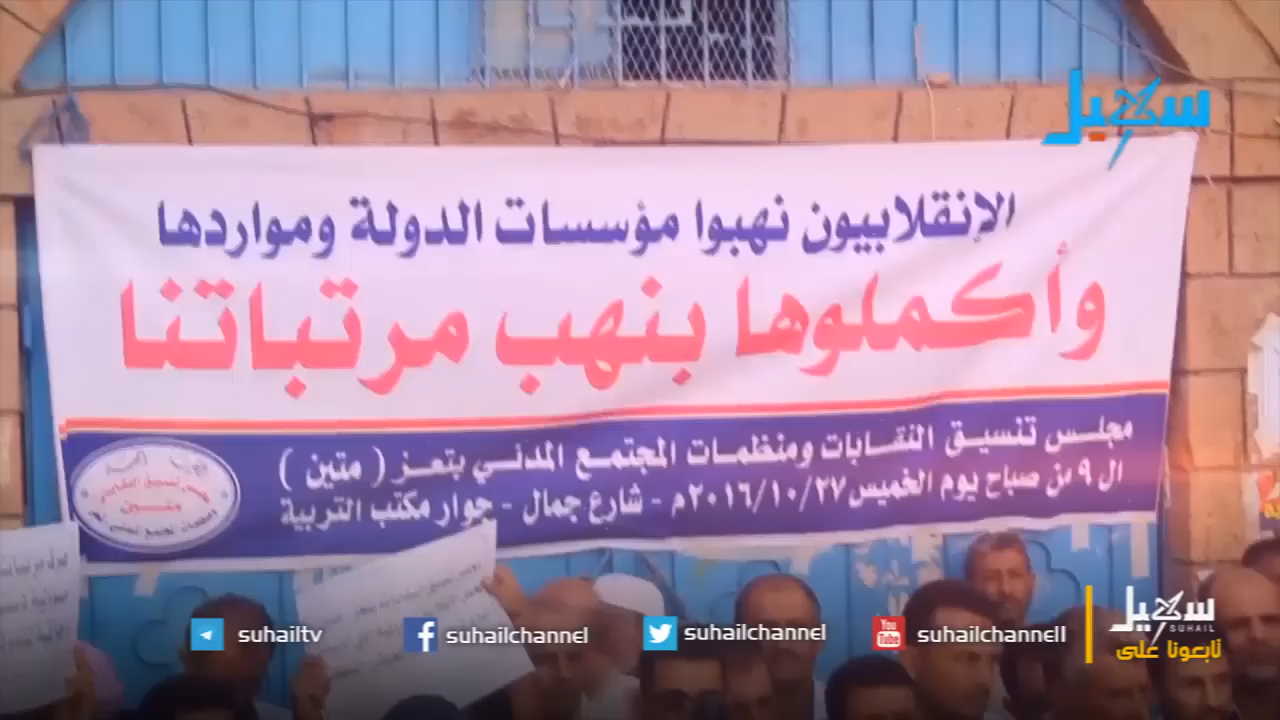 سهيل
الإنقلابيون نهبوا مؤسسات الدولة ومواردها
وأكملوها بنهب مرتباتنا
مجلس تنسيق النقابات ومنظمات المجتمع المدني بتعز ( متين )
ال ٩ من صباح يوم الخميس ٢٠١٦/١٠/٢٧م - شارع جمال - جوار مكتب التربية
suhailtv
suhailchannel
suhailchannel
You Tube
suhailchannell
سهيل
SUHAIL
تابعونا على